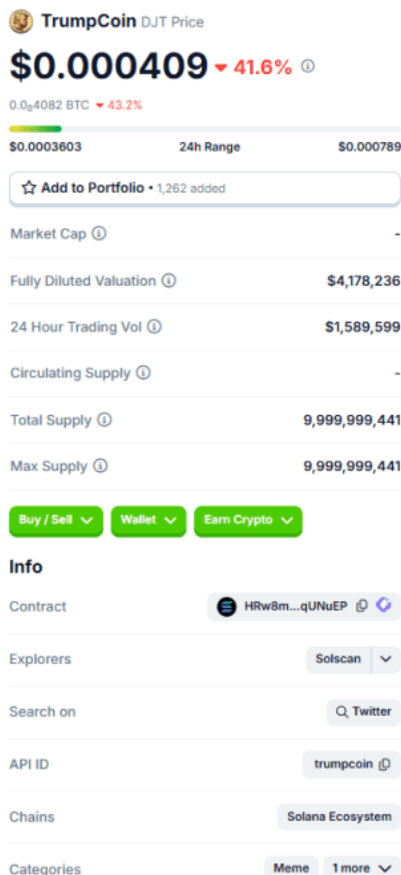 TrumpCoin DJT Price
$0.000409 41.6%
0.0₈4082 BTC 43.2%
$0.0003603 24h Range $0.000789
Add to Portfolio • 1,262 added
Market Cap -
Fully Diluted Valuation $4,178,236
24 Hour Trading Vol $1,589,599
Circulating Supply -
Total Supply 9,999,999,441
Max Supply 9,999,999,441
Buy / Sell Wallet Earn Crypto
Info
Contract HRw8m...qUNuEP
Explorers Solscan
Search on Twitter
API ID trumpcoin
Chains Solana Ecosystem
Categories Meme 1 more